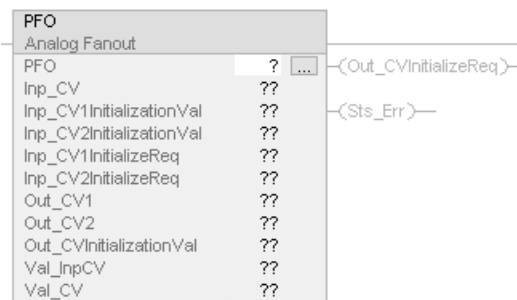 PFO
Analog Fanout
PFO ? ... (Out_CVInitializeReq)
Inp_CV ??
Inp_CV1InitializationVal ?? (Sts_Err)
Inp_CV2InitializationVal ??
Inp_CV1InitializeReq ??
Inp_CV2InitializeReq ??
Out_CV1 ??
Out_CV2 ??
Out_CVInitializationVal ??
Val_InpCV ??
Val_CV ??